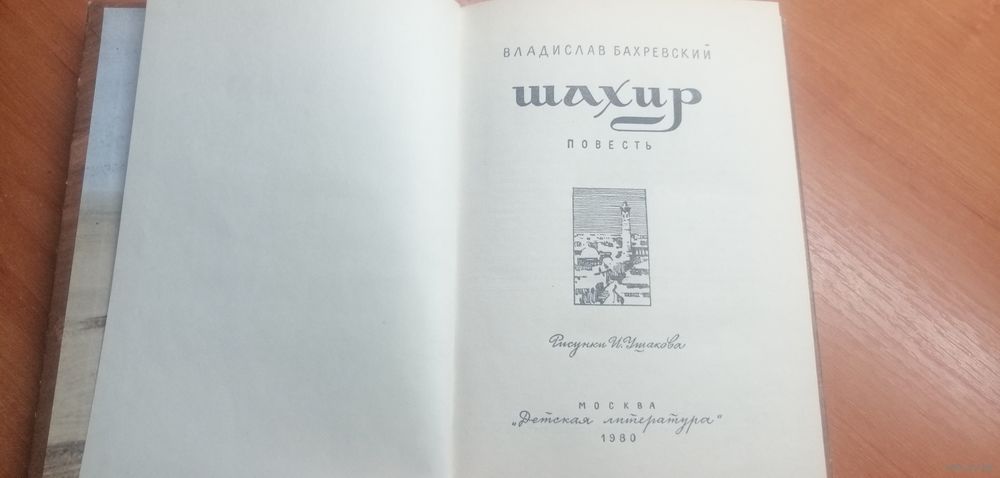 ВЛАДИСЛАВ БАХРЕВСКИЙ
шахир
ПОВЕСТЬ
Рисунки И. Ушакова
МОСКВА
„Детская литература“
1980